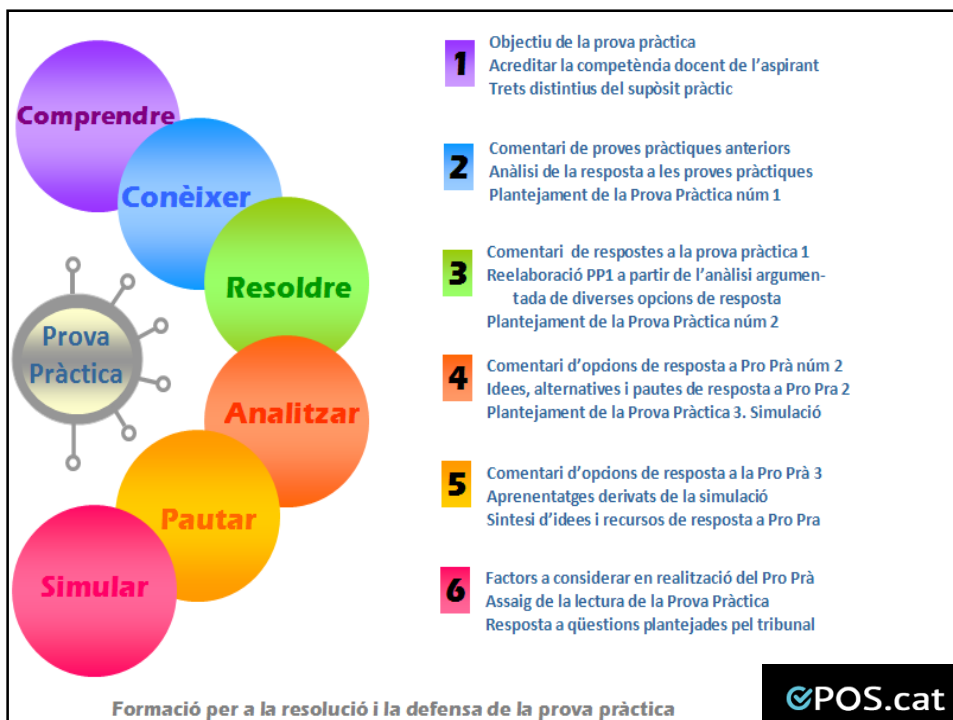 Comprendre
Conèixer
Resoldre
Analitzar
Pautar
Simular
Prova
Pràctica
1
Objectiu de la prova pràctica
Acreditar la competència docent de l'aspirant
Trets distintius del supòsit pràctic
2
Comentari de proves pràctiques anteriors
Anàlisi de la resposta a les proves pràctiques
Plantejament de la Prova Pràctica núm 1
3
Comentari de respostes a la prova pràctica 1
Reelaboració PP1 a partir de l'anàlisi argumen-
tada de diverses opcions de resposta
Plantejament de la Prova Pràctica núm 2
4
Comentari d'opcions de resposta a Pro Prà núm 2
Idees, alternatives i pautes de resposta a Pro Pra 2
Plantejament de la Prova Pràctica 3. Simulació
5
Comentari d'opcions de resposta a la Pro Prà 3
Aprenentatges derivats de la simulació
Sintesi d'idees i recursos de resposta a Pro Pra
6
Factors a considerar en realització del Pro Prà
Assaig de la lectura de la Prova Pràctica
Resposta a qüestions plantejades pel tribunal
Formació per a la resolució i la defensa de la prova pràctica
OPOS.cat